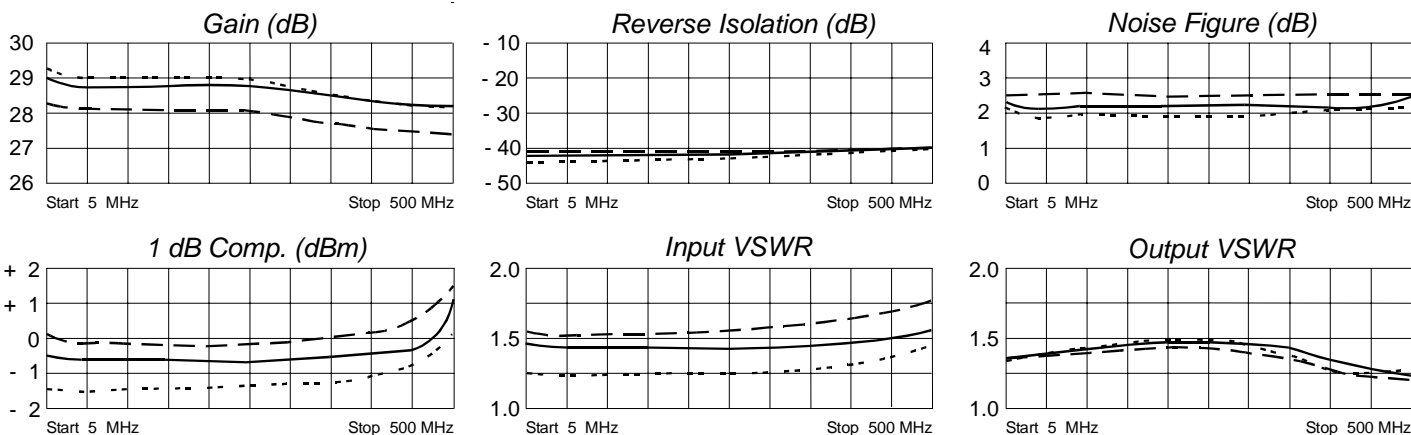 Gain (dB)
30
29
28
27
26
Start 5 MHz
Stop 500 MHz
Reverse Isolation (dB)
- 10
- 20
- 30
- 40
- 50
Start 5 MHz
Stop 500 MHz
Noise Figure (dB)
4
3
2
1
0
Start 5 MHz
Stop 500 MHz
1 dB Comp. (dBm)
+ 2
+ 1
0
- 1
- 2
Start 5 MHz
Stop 500 MHz
Input VSWR
2.0
1.5
1.0
Start 5 MHz
Stop 500 MHz
Output VSWR
2.0
1.5
1.0
Start 5 MHz
Stop 500 MHz